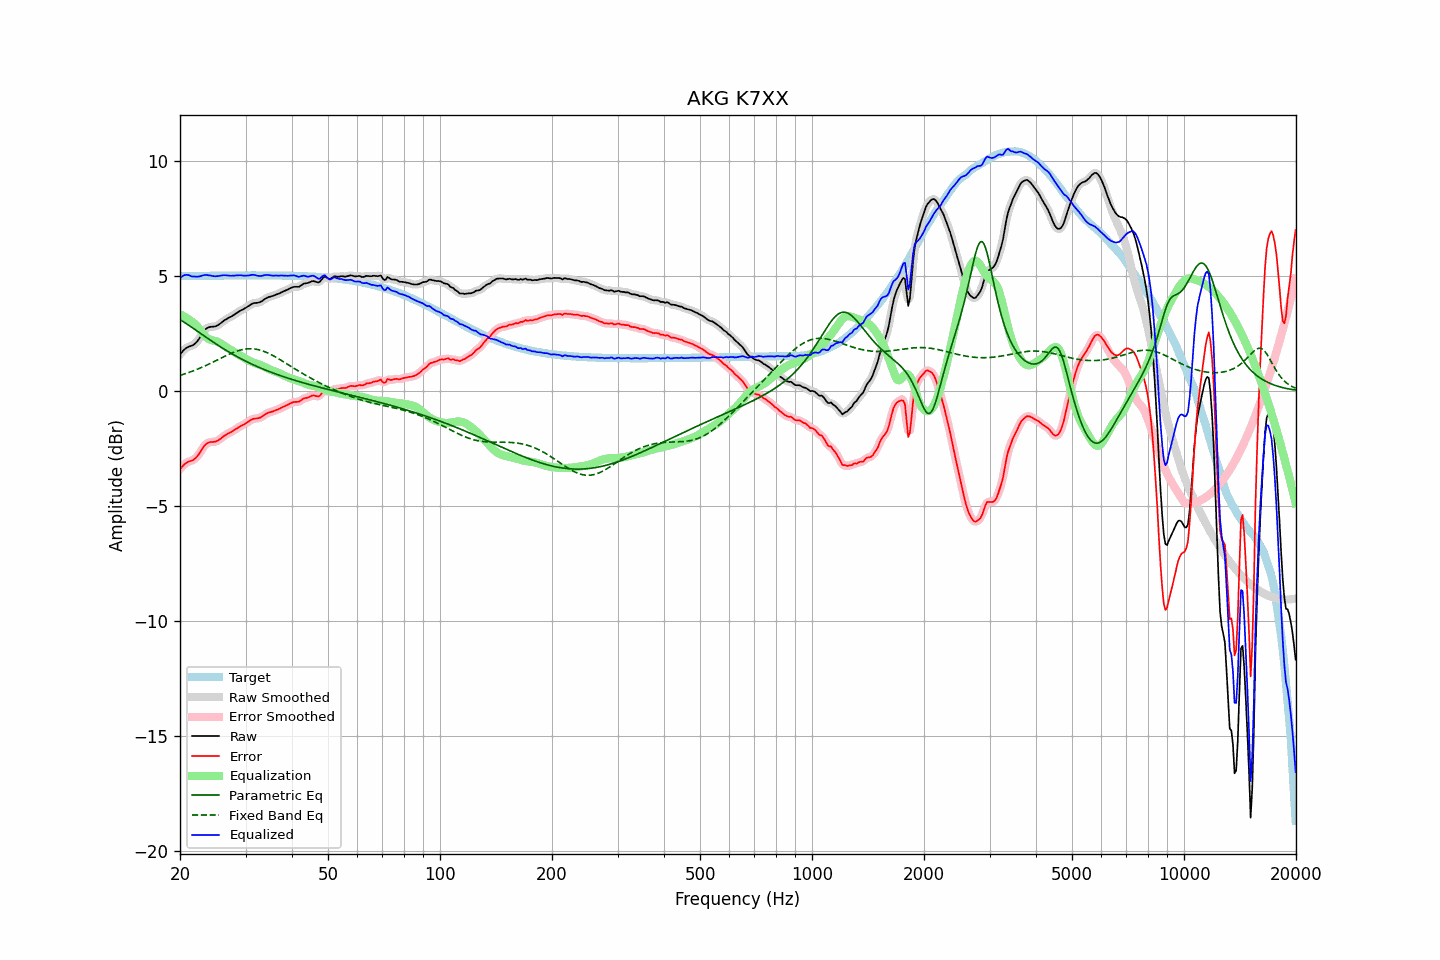 AKG K7XX
Amplitude (dBr)
10
5
0
−5
−10
−15
−20
Target
Raw Smoothed
Error Smoothed
Raw
Error
Equalization
Parametric Eq
Fixed Band Eq
Equalized
20 50 100 200 500 1000 2000 5000 10000 20000
Frequency (Hz)